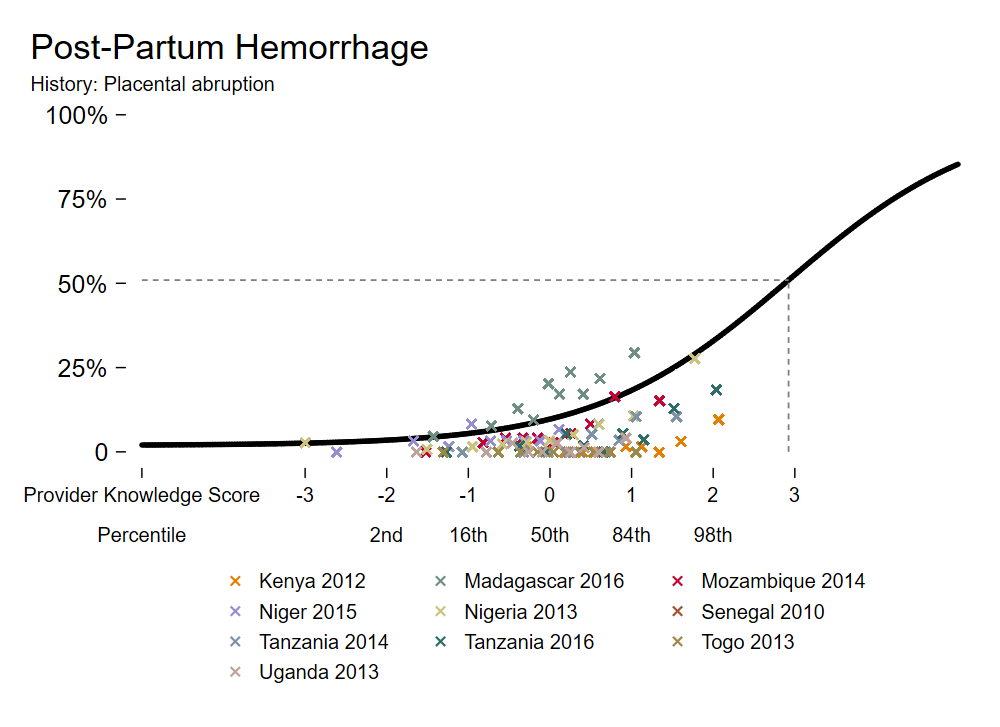 Post-Partum Hemorrhage
History: Placental abruption
100%
75%
50%
25%
0
Provider Knowledge Score -3 -2 -1 0 1 2 3
Percentile 2nd 16th 50th 84th 98th
Kenya 2012 Madagascar 2016 Mozambique 2014
Niger 2015 Nigeria 2013 Senegal 2010
Tanzania 2014 Tanzania 2016 Togo 2013
Uganda 2013